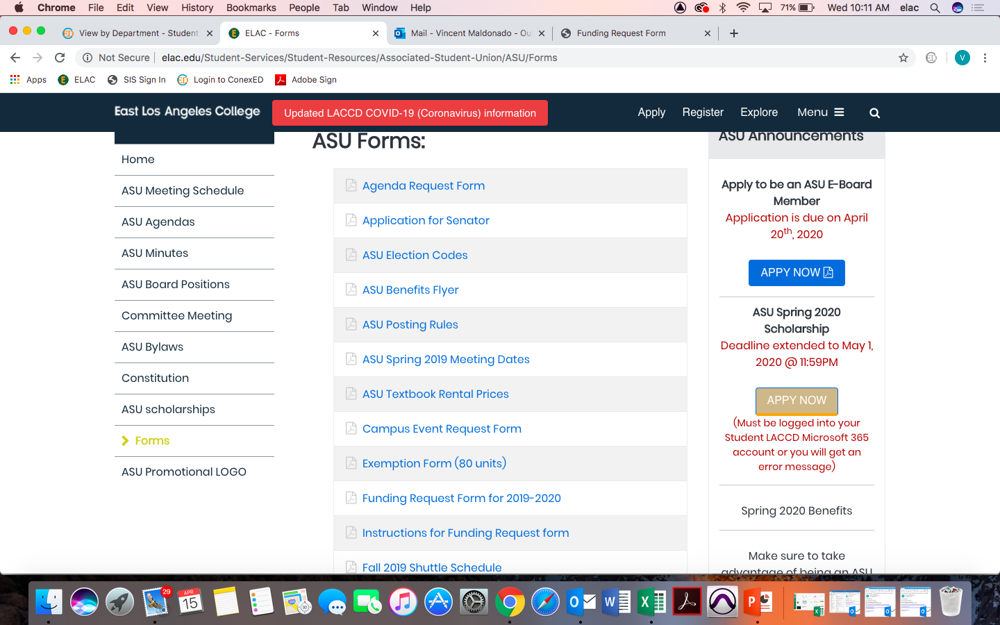 Chrome File Edit View History Bookmarks People Tab Window Help 71% Wed 10:11 AM elac
View by Department - Student ELAC - Forms Mail - Vincent Maldonado - Ou Funding Request Form
Not Secure elac.edu/Student-Services/Student-Resources/Associated-Student-Union/ASU/Forms V
Apps ELAC SIS Sign In Login to ConexED Adobe Sign
East Los Angeles College Updated LACCD COVID-19 (Coronavirus) information Apply Register Explore Menu
Home
ASU Meeting Schedule
ASU Agendas
ASU Minutes
ASU Board Positions
Committee Meeting
ASU Bylaws
Constitution
ASU scholarships
Forms
ASU Promotional LOGO
ASU Forms:
Agenda Request Form
Application for Senator
ASU Election Codes
ASU Benefits Flyer
ASU Posting Rules
ASU Spring 2019 Meeting Dates
ASU Textbook Rental Prices
Campus Event Request Form
Exemption Form (80 units)
Funding Request Form for 2019-2020
Instructions for Funding Request form
Fall 2019 Shuttle Schedule
ASU Announcements
Apply to be an ASU E-Board
Member
Application is due on April
20th, 2020
APPY NOW
ASU Spring 2020
Scholarship
Deadline extended to May 1,
2020 @ 11:59PM
APPY NOW
(Must be logged into your
Student LACCD Microsoft 365
account or you will get an
error message)
Spring 2020 Benefits
Make sure to take
advantage of being an ASU
29
APR
15